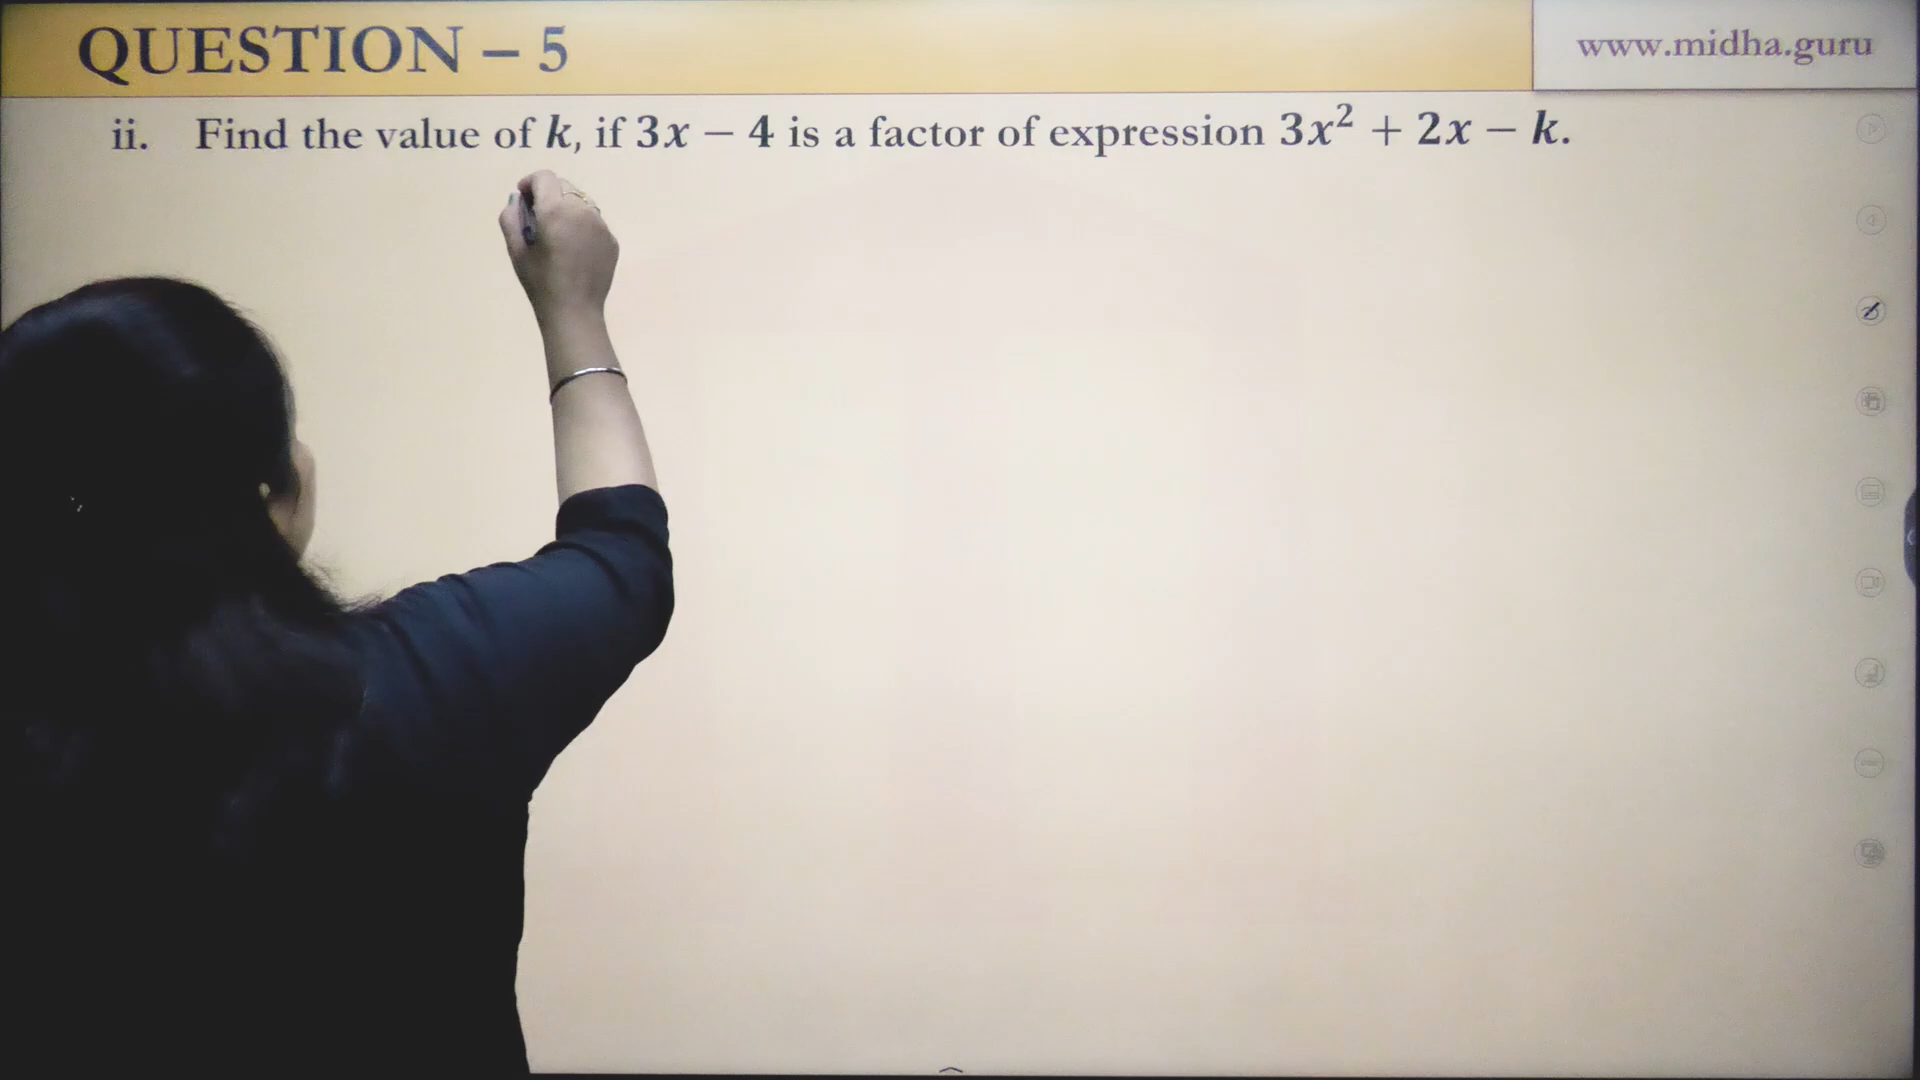 QUESTION – 5
www.midha.guru
ii. Find the value of k, if 3x – 4 is a factor of expression 3x² + 2x – k.